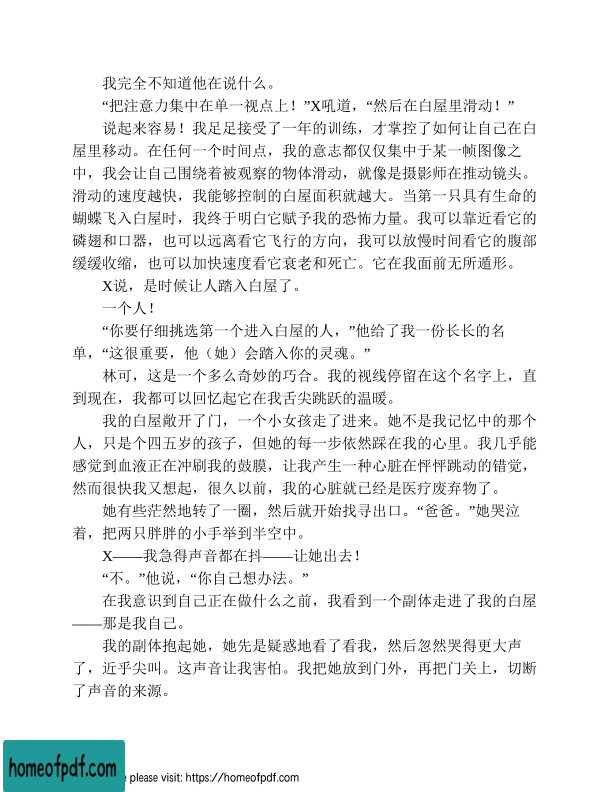 我完全不知道他在说什么。
“把注意力集中在单一视点上！”X吼道，“然后在白屋里滑动！”
说起来容易！我足足接受了一年的训练，才掌控了如何让自己在白
屋里移动。在任何一个时间点，我的意志都仅仅集中于某一帧图像之
中，我会让自己围绕着被观察的物体滑动，就像是摄影师在推动镜头。
滑动的速度越快，我能够控制的白屋面积就越大。当第一只具有生命的
蝴蝶飞入白屋时，我终于明白它赋予我的恐怖力量。我可以靠近看它的
磷翅和口器，也可以远离看它飞行的方向，我可以放慢时间看它的腹部
缓缓收缩，也可以加快速度看它衰老和死亡。它在我面前无所遁形。
X说，是时候让人踏入白屋了。
一个人！
“你要仔细挑选第一个进入白屋的人，”他给了我一份长长的名
单，“这很重要，他（她）会踏入你的灵魂。”
林可，这是一个多么奇妙的巧合。我的视线停留在这个名字上，直
到现在，我都可以回忆起它在我舌尖跳跃的温暖。
我的白屋敞开了门，一个小女孩走了进来。她不是我记忆中的那个
人，只是个四五岁的孩子，但她的每一步依然踩在我的心里。我几乎能
感觉到血液正在冲刷我的鼓膜，让我产生一种心脏在怦怦跳动的错觉，
然而很快我又想起，很久以前，我的心脏就已经是医疗废弃物了。
她有些茫然地转了一圈，然后就开始找寻出口。“爸爸。”她哭泣
着，把两只胖胖的小手举到半空中。
X——我急得声音都在抖——让她出去！
“不。”他说，“你自己想办法。”
在我意识到自己正在做什么之前，我看到一个副体走进了我的白屋
——那是我自己。
我的副体抱起她，她先是疑惑地看了看我，然后忽然哭得更大声
了，近乎尖叫。这声音让我害怕。我把她放到门外，再把门关上，切断
了声音的来源。
homeofpdf.com
e please visit: https://homeofpdf.com